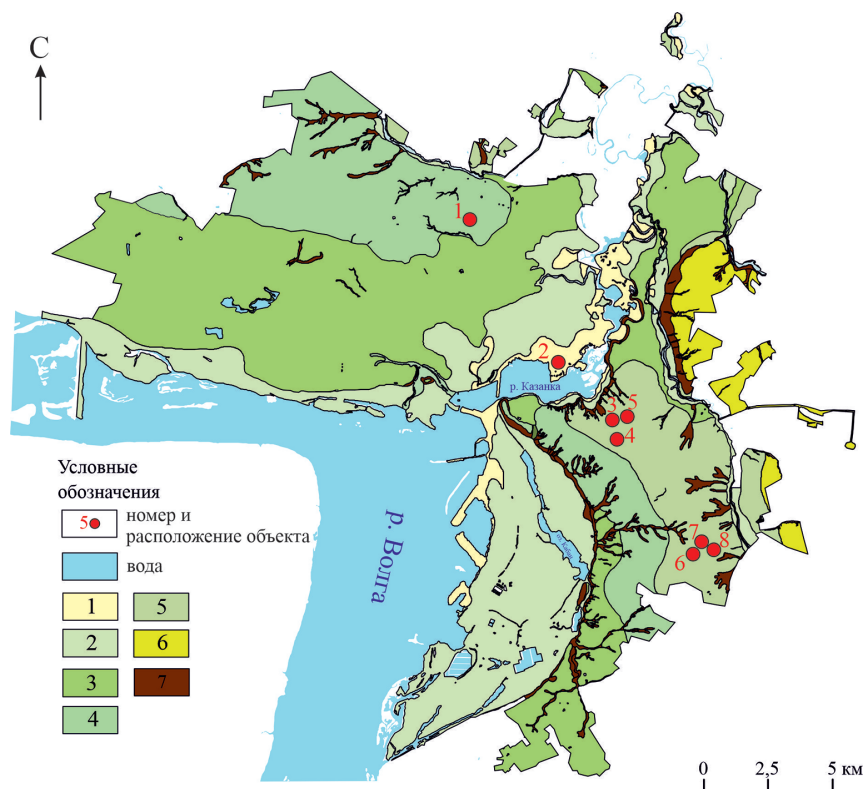 С
1
2
р. Казанка
3
5
4
7
8
6
р. Волга
Условные
обозначения
5
номер и
расположение объекта
вода
1
5
2
6
3
7
4
0
2,5
5 км